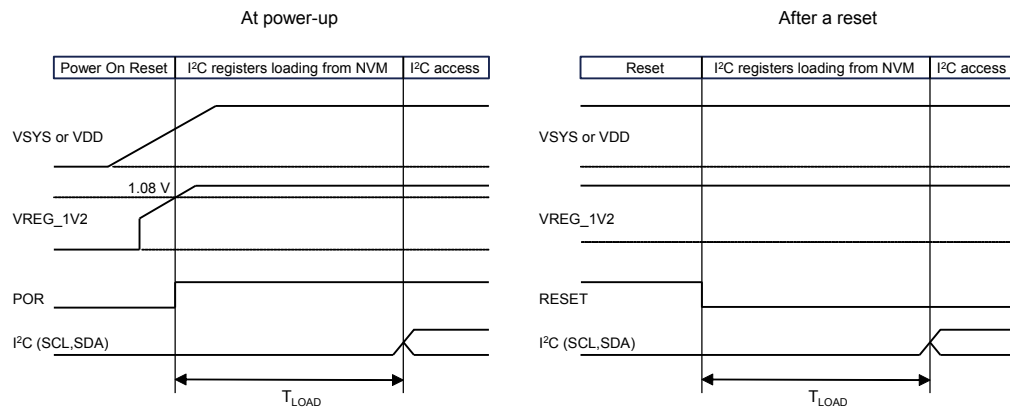 At power-up
Power On Reset
I²C registers loading from NVM
I²C access
VSYS or VDD
1.08 V
VREG_1V2
POR
I²C (SCL,SDA)
T_LOAD
After a reset
Reset
I²C registers loading from NVM
I²C access
VSYS or VDD
VREG_1V2
RESET
I²C (SCL,SDA)
T_LOAD